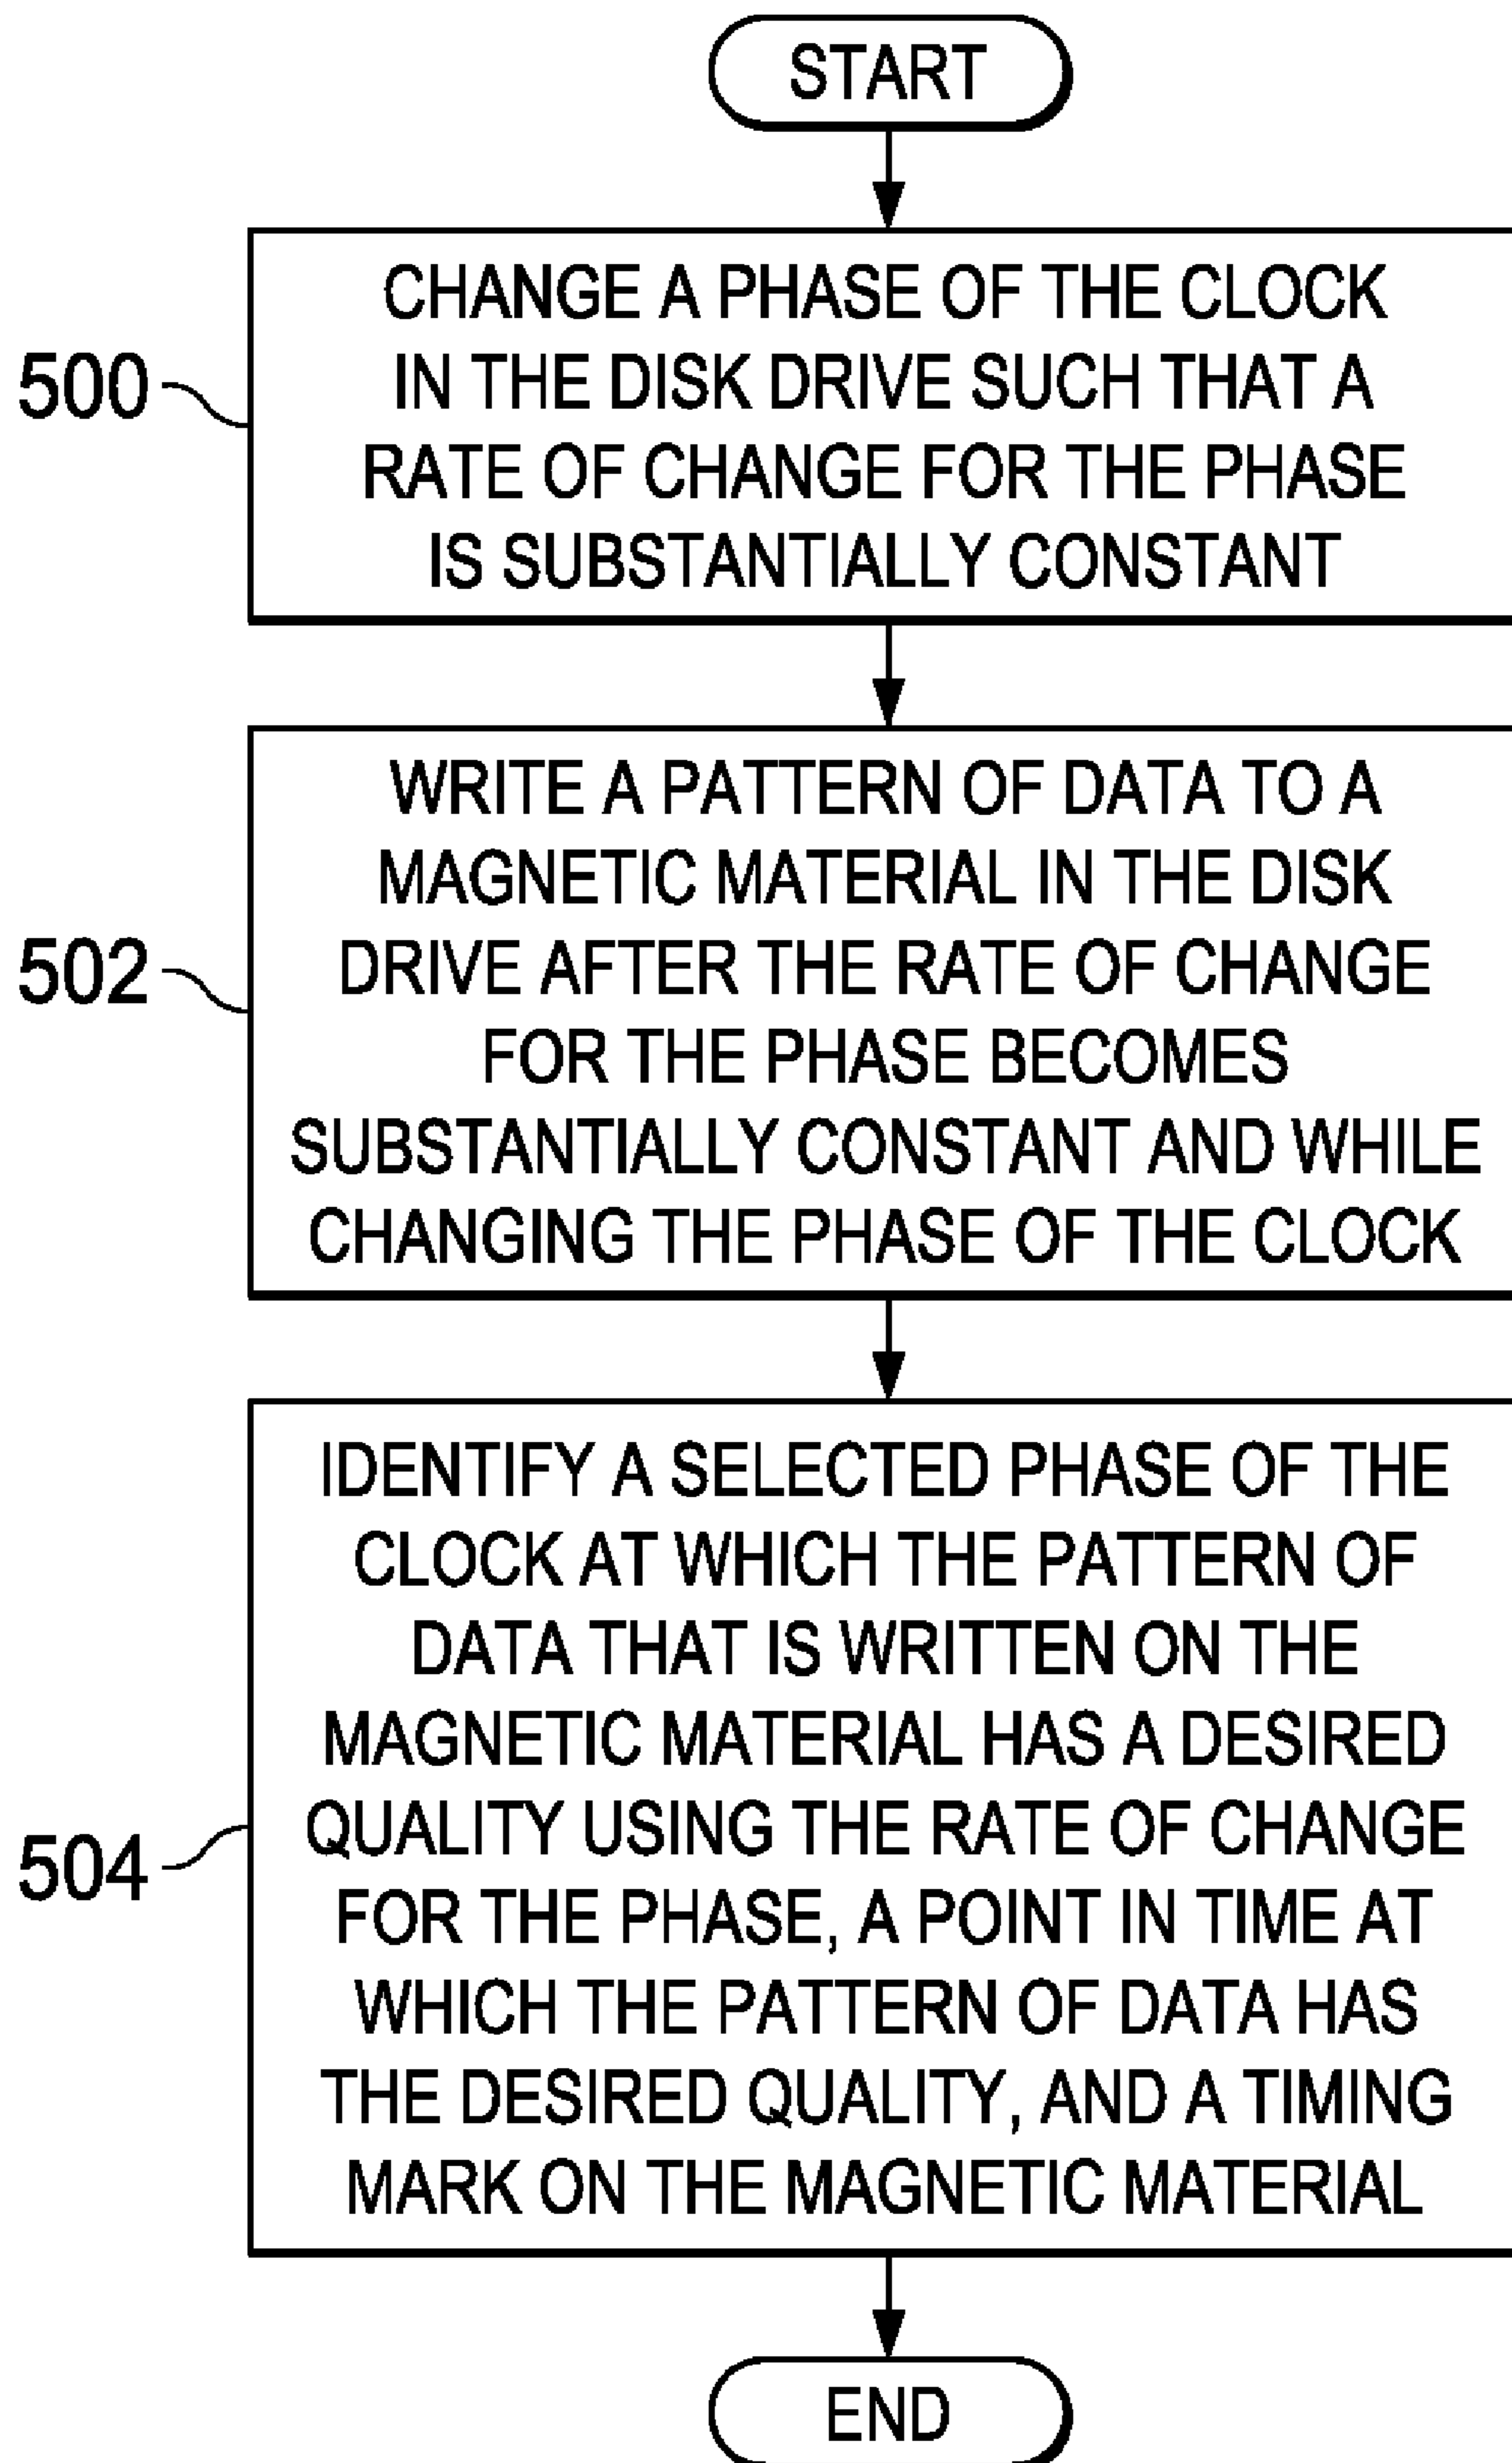 START
CHANGE A PHASE OF THE CLOCK
IN THE DISK DRIVE SUCH THAT A
RATE OF CHANGE FOR THE PHASE
IS SUBSTANTIALLY CONSTANT
500
WRITE A PATTERN OF DATA TO A
MAGNETIC MATERIAL IN THE DISK
DRIVE AFTER THE RATE OF CHANGE
FOR THE PHASE BECOMES
SUBSTANTIALLY CONSTANT AND WHILE
CHANGING THE PHASE OF THE CLOCK
502
IDENTIFY A SELECTED PHASE OF THE
CLOCK AT WHICH THE PATTERN OF
DATA THAT IS WRITTEN ON THE
MAGNETIC MATERIAL HAS A DESIRED
QUALITY USING THE RATE OF CHANGE
FOR THE PHASE, A POINT IN TIME AT
WHICH THE PATTERN OF DATA HAS
THE DESIRED QUALITY, AND A TIMING
MARK ON THE MAGNETIC MATERIAL
504
END